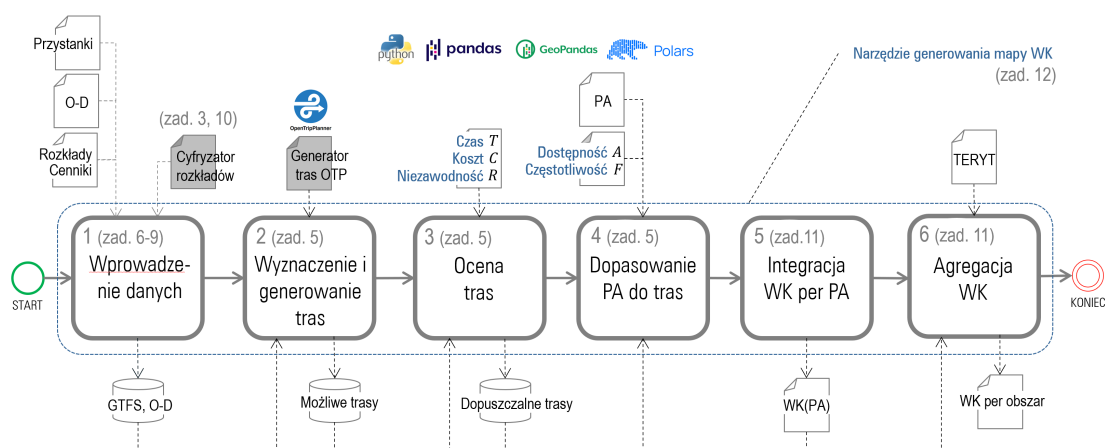 Przystanki
O-D
Rozkłady
Cenniki
(zad. 3, 10)
Cyfryzator
rozkładów
OpenTripPlanner
Generator
tras OTP
python
pandas
GeoPandas
Polars
Czas T
Koszt C
Niezawodność R
PA
Dostępność A
Częstotliwość F
Narzędzie generowania mapy WK
(zad. 12)
TERYT
START
1 (zad. 6-9)
Wprowadze-
nie danych
2 (zad. 5)
Wyznaczenie i
generowanie
tras
3 (zad. 5)
Ocena
tras
4 (zad. 5)
Dopasowanie
PA do tras
5 (zad.11)
Integracja
WK per PA
6 (zad. 11)
Agregacja
WK
KONIEC
GTFS, O-D
Możliwe trasy
Dopuszczalne trasy
WK(PA)
WK per obszar